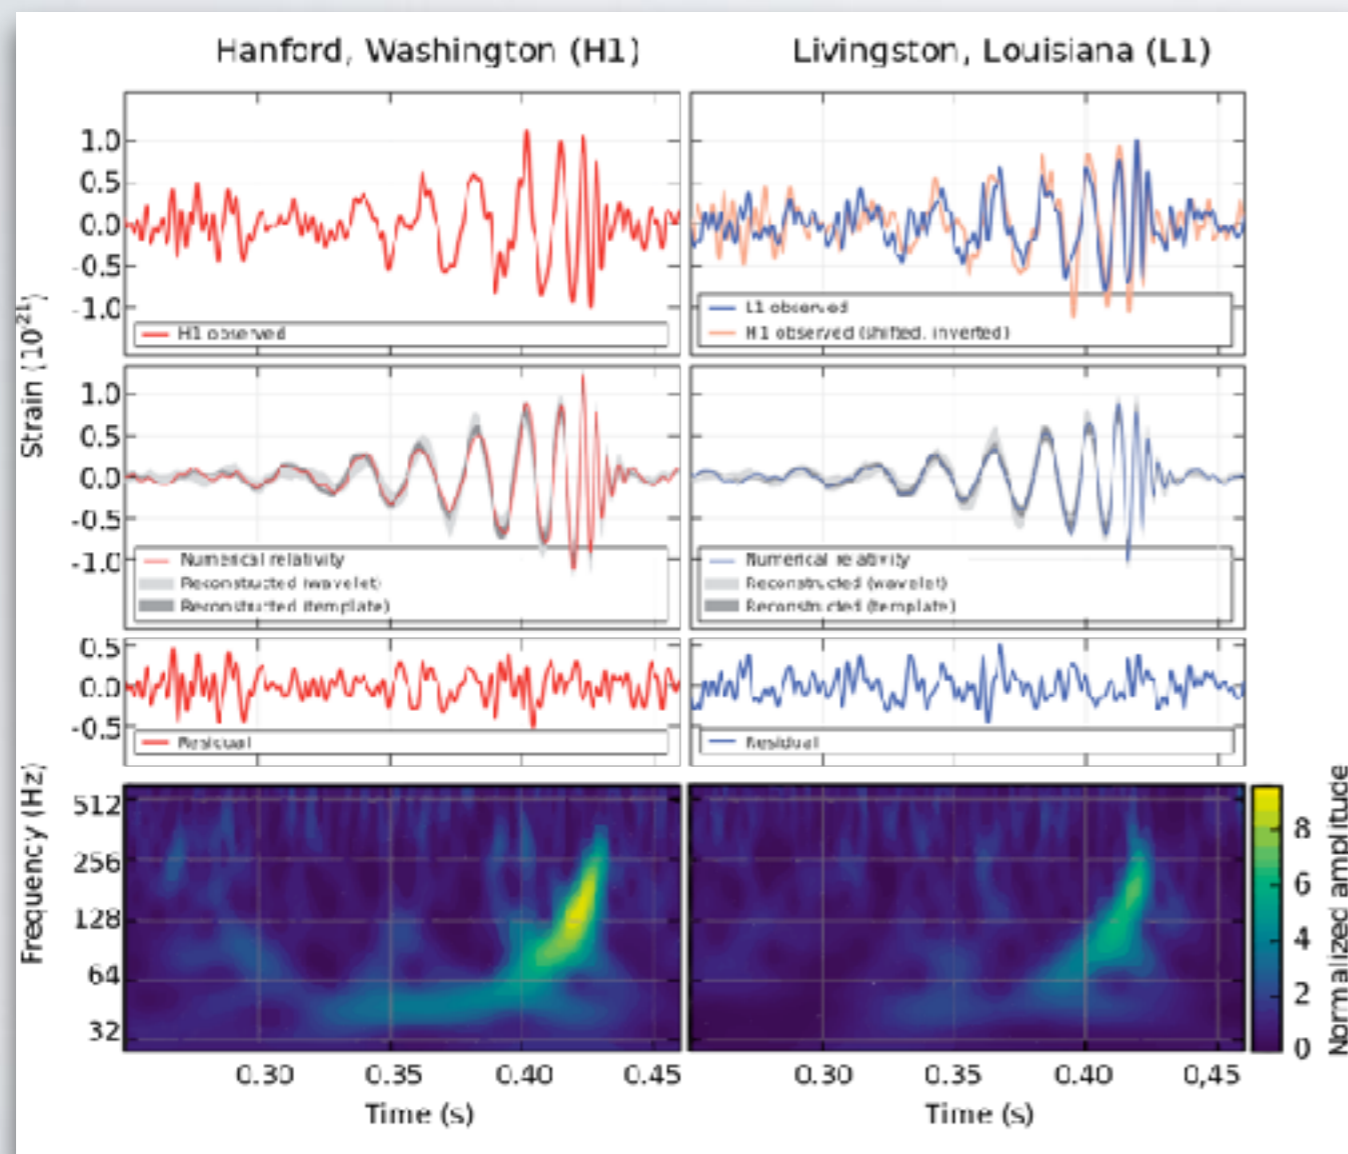 Hanford, Washington (H1)
Livingston, Louisiana (L1)
Strain (10⁻²¹)
1.0
0.5
0.0
-0.5
-1.0
H1 observed
L1 observed
H1 observed (shifted, inverted)
1.0
0.5
0.0
-0.5
-1.0
Numerical relativity
Reconstructed (wavelet)
Reconstructed (template)
Numerical relativity
Reconstructed (wavelet)
Reconstructed (template)
0.5
0.0
-0.5
Residual
Residual
Frequency (Hz)
512
256
128
64
32
Normalized amplitude
8
6
4
2
0
0.30 0.35 0.40 0.45
0.30 0.35 0.40 0,45
Time (s)
Time (s)